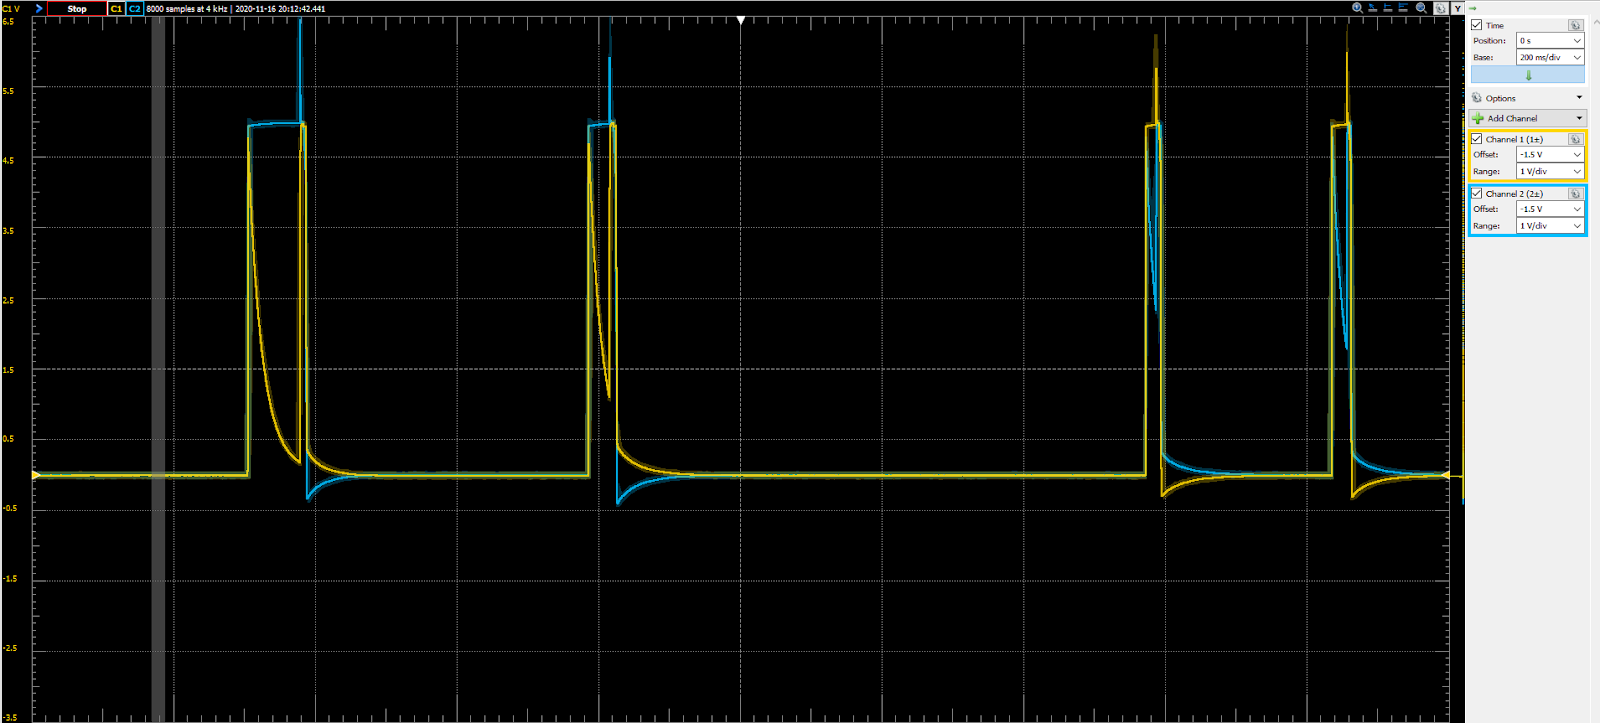 C1 V
Stop
C1 C2 8000 samples at 4 kHz | 2020-11-16 20:12:42.441
Y
6.5
5.5
4.5
3.5
2.5
1.5
0.5
-0.5
-1.5
-2.5
-3.5
Time
Position: 0 s
Base: 200 ms/div
Options
Add Channel
Channel 1 (1±)
Offset: -1.5 V
Range: 1 V/div
Channel 2 (2±)
Offset: -1.5 V
Range: 1 V/div